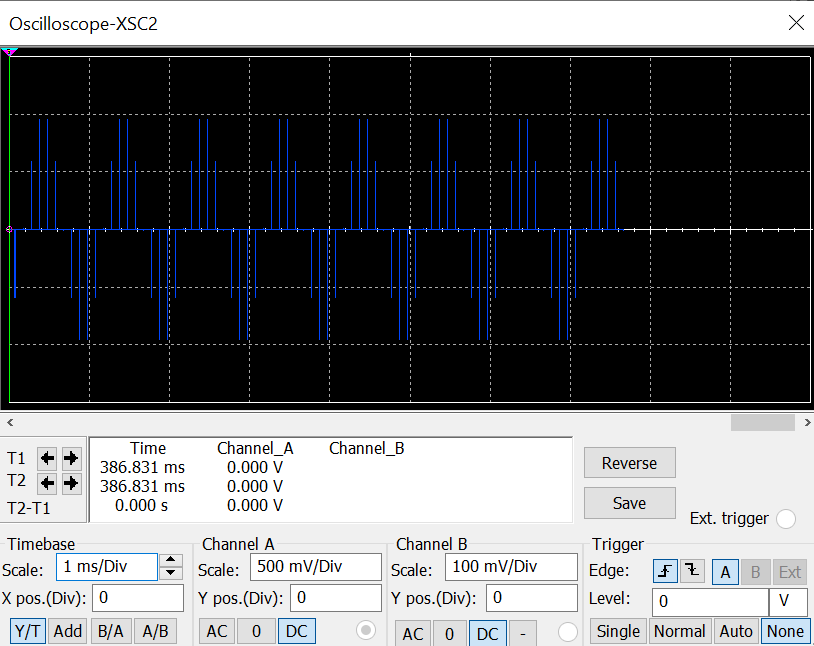 Oscilloscope-XSC2
Time Channel_A Channel_B
T1 386.831 ms 0.000 V
T2 386.831 ms 0.000 V
T2-T1 0.000 s 0.000 V
Reverse
Save
Ext. trigger
Timebase
Scale: 1 ms/Div
X pos.(Div): 0
Y/T Add B/A A/B
Channel A
Scale: 500 mV/Div
Y pos.(Div): 0
AC 0 DC
Channel B
Scale: 100 mV/Div
Y pos.(Div): 0
AC 0 DC -
Trigger
Edge: A B Ext
Level: 0 V
Single Normal Auto None